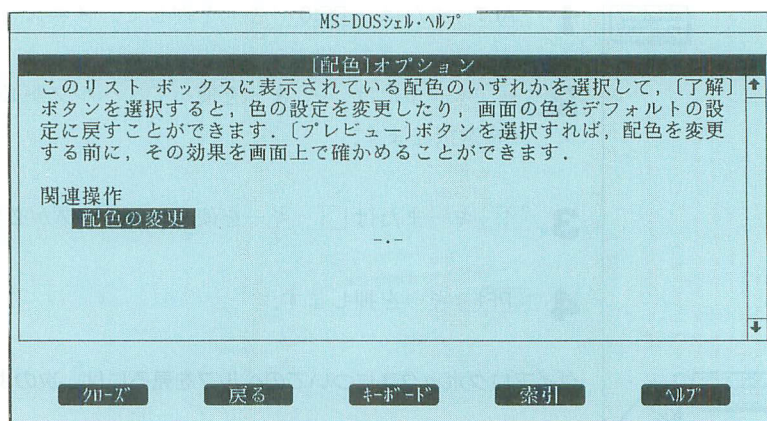 MS-DOSシェル・ヘルプ
[配色]オプション
このリスト ボックスに表示されている配色のいずれかを選択して，〔了解〕
ボタンを選択すると，色の設定を変更したり，画面の色をデフォルトの設
定に戻すことができます．〔プレビュー〕ボタンを選択すれば，配色を変更
する前に，その効果を画面上で確かめることができます．
関連操作
配色の変更
-.-
クローズ 戻る キーボード 索引 ヘルプ